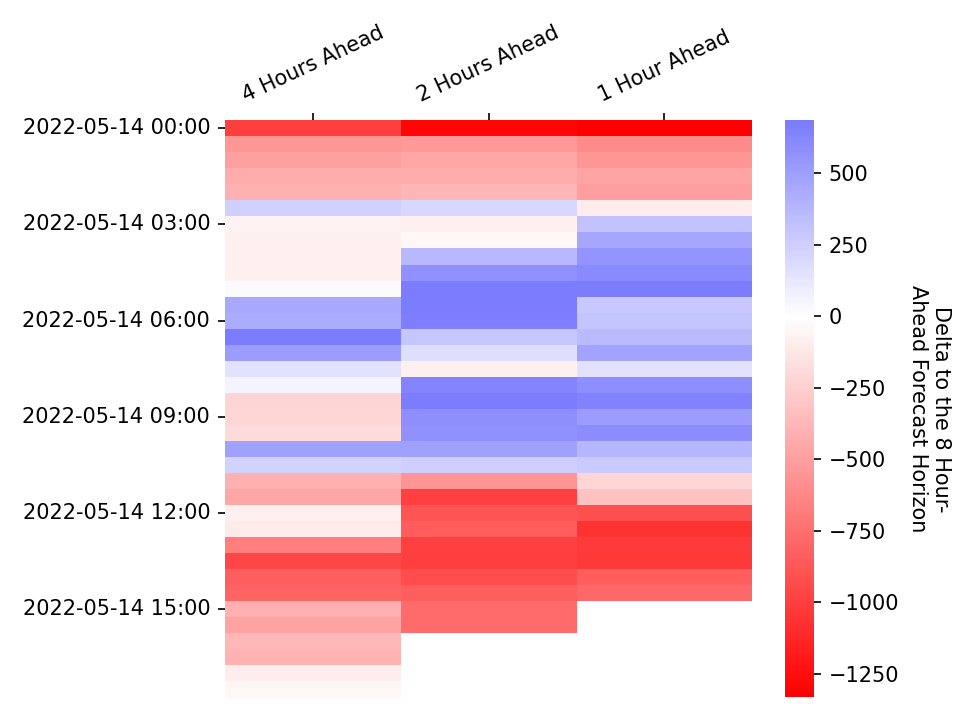 4 Hours Ahead
2 Hours Ahead
1 Hour Ahead
2022-05-14 00:00
2022-05-14 03:00
2022-05-14 06:00
2022-05-14 09:00
2022-05-14 12:00
2022-05-14 15:00
500
250
0
−250
−500
−750
−1000
−1250
Delta to the 8 Hour-
Ahead Forecast Horizon